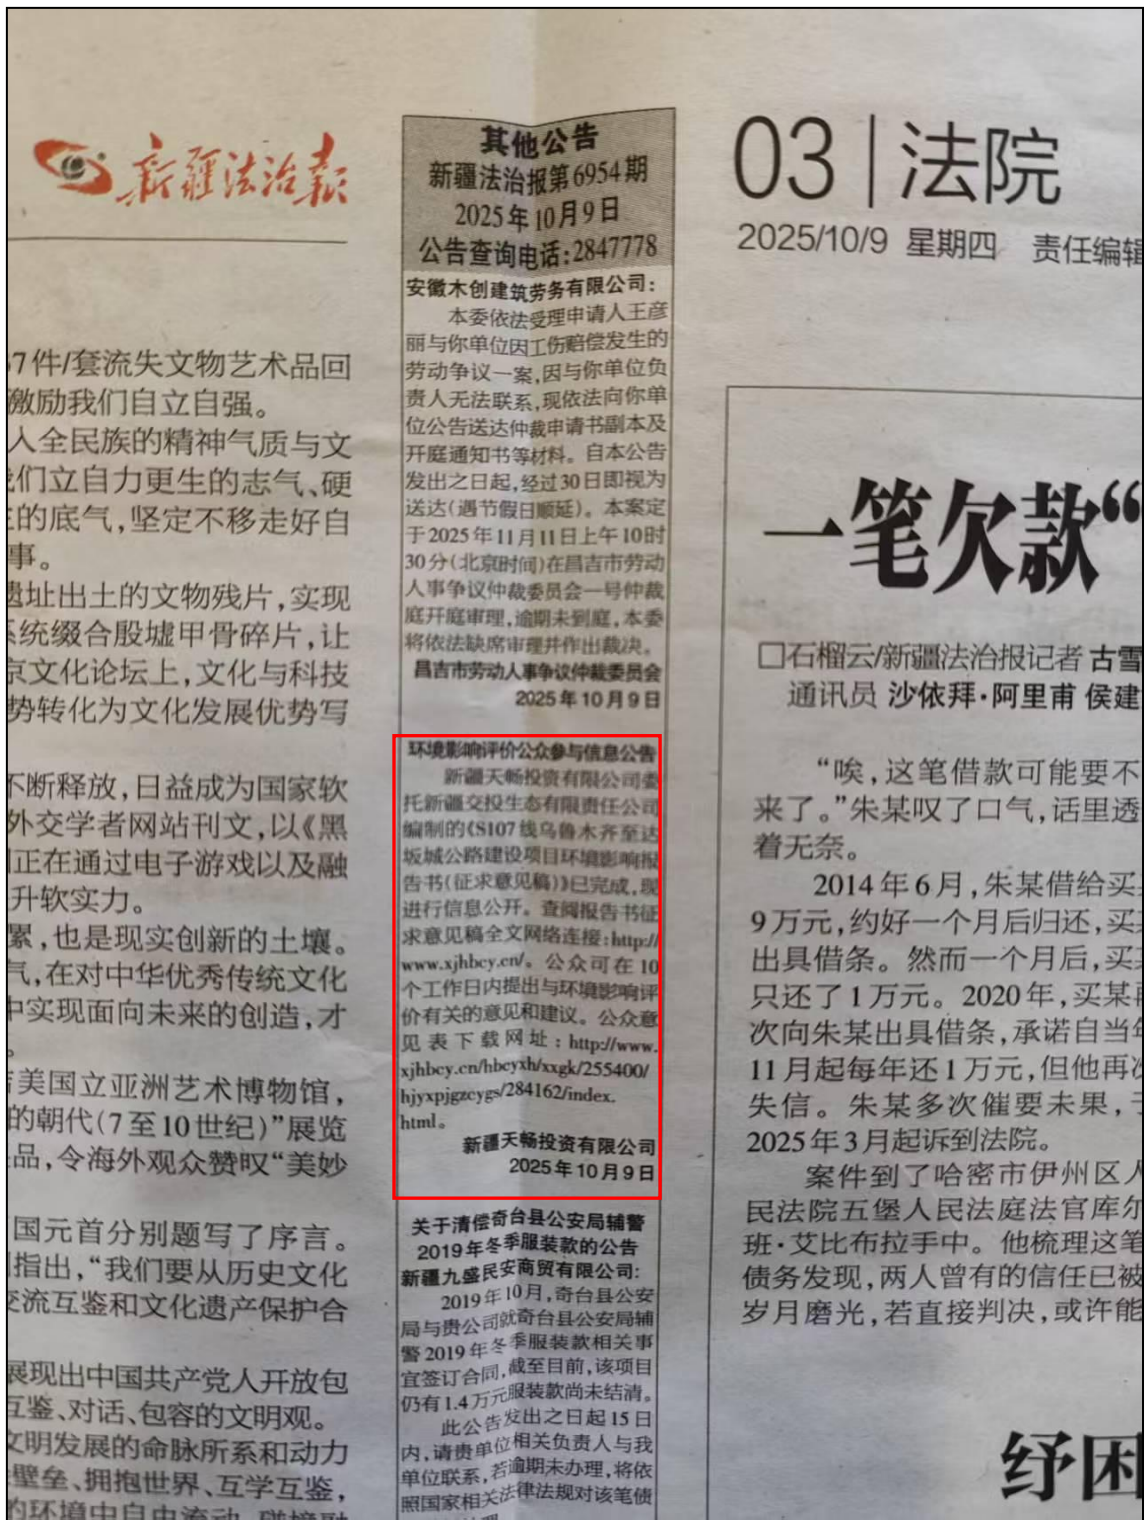 新疆法治报
67件/套流失文物艺术品回
激励我们自立自强。
人全民族的精神气质与文
我们立自力更生的志气、硬
的底气,坚定不移走好自
事。
遗址出土的文物残片,实现
系统缀合殷墟甲骨碎片,让
京文化论坛上,文化与科技
势转化为文化发展优势写
不断释放,日益成为国家软
外交学者网站刊文,以《黑
正在通过电子游戏以及融
升软实力。
累,也是现实创新的土壤。
气,在对中华优秀传统文化
中实现面向未来的创造,才
。
美国立亚洲艺术博物馆,
的朝代(7至10世纪)”展览
品,令海外观众赞叹“美妙
国元首分别题写了序言。
指出,“我们要从历史文化
交流互鉴和文化遗产保护合
展现出中国共产党人开放包
互鉴、对话、包容的文明观。
文明发展的命脉所系和动力
壁垒、拥抱世界、互学互鉴,
的环境中自由流动、碰撞融
其他公告
新疆法治报第6954期
2025年10月9日
公告查询电话:2847778
安徽木创建筑劳务有限公司:
本委依法受理申请人王彦
丽与你单位因工伤赔偿发生的
劳动争议一案,因与你单位负
责人无法联系,现依法向你单
位公告送达仲裁申请书副本及
开庭通知书等材料。自本公告
发出之日起,经过30日即视为
送达(遇节假日顺延)。本案定
于2025年11月11日上午10时
30分(北京时间)在昌吉市劳动
人事争议仲裁委员会一号仲裁
庭开庭审理,逾期未到庭,本委
将依法缺席审理并作出裁决。
昌吉市劳动人事争议仲裁委员会
2025年10月9日
环境影响评价公众参与信息公告
新疆天畅投资有限公司委
托新疆交投生态有限责任公司
编制的《S107线乌鲁木齐至达
坂城公路建设项目环境影响报
告书(征求意见稿)》已完成,现
进行信息公开。查阅报告书征
求意见稿全文网络连接:http://
www.xjhbcy.cn/。公众可在10
个工作日内提出与环境影响评
价有关的意见和建议。公众意
见表下载网址:http://www.
xjhbcy.cn/hbcyxh/xxgk/255400/
hjyxpjgzcygs/284162/index.
html。
新疆天畅投资有限公司
2025年10月9日
关于清偿奇台县公安局辅警
2019年冬季服装款的公告
新疆九盛民安商贸有限公司:
2019年10月,奇台县公安
局与贵公司就奇台县公安局辅
警2019年冬季服装款相关事
宜签订合同,截至目前,该项目
仍有1.4万元服装款尚未结清。
此公告发出之日起15日
内,请贵单位相关负责人与我
单位联系,若逾期未办理,将依
照国家相关法律法规对该笔债
03 | 法院
2025/10/9 星期四 责任编辑
一笔欠款“
□石榴云/新疆法治报记者 古雪
通讯员 沙依拜·阿里甫 侯建
“唉,这笔借款可能要不
来了。”朱某叹了口气,话里透
着无奈。
2014年6月,朱某借给买
9万元,约好一个月后归还,买
出具借条。然而一个月后,买
只还了1万元。2020年,买某
次向朱某出具借条,承诺自当年
11月起每年还1万元,但他再次
失信。朱某多次催要未果,于
2025年3月起诉到法院。
案件到了哈密市伊州区人
民法院五堡人民法庭法官库尔
班·艾比布拉手中。他梳理这笔
债务发现,两人曾有的信任已被
岁月磨光,若直接判决,或许能
纾困